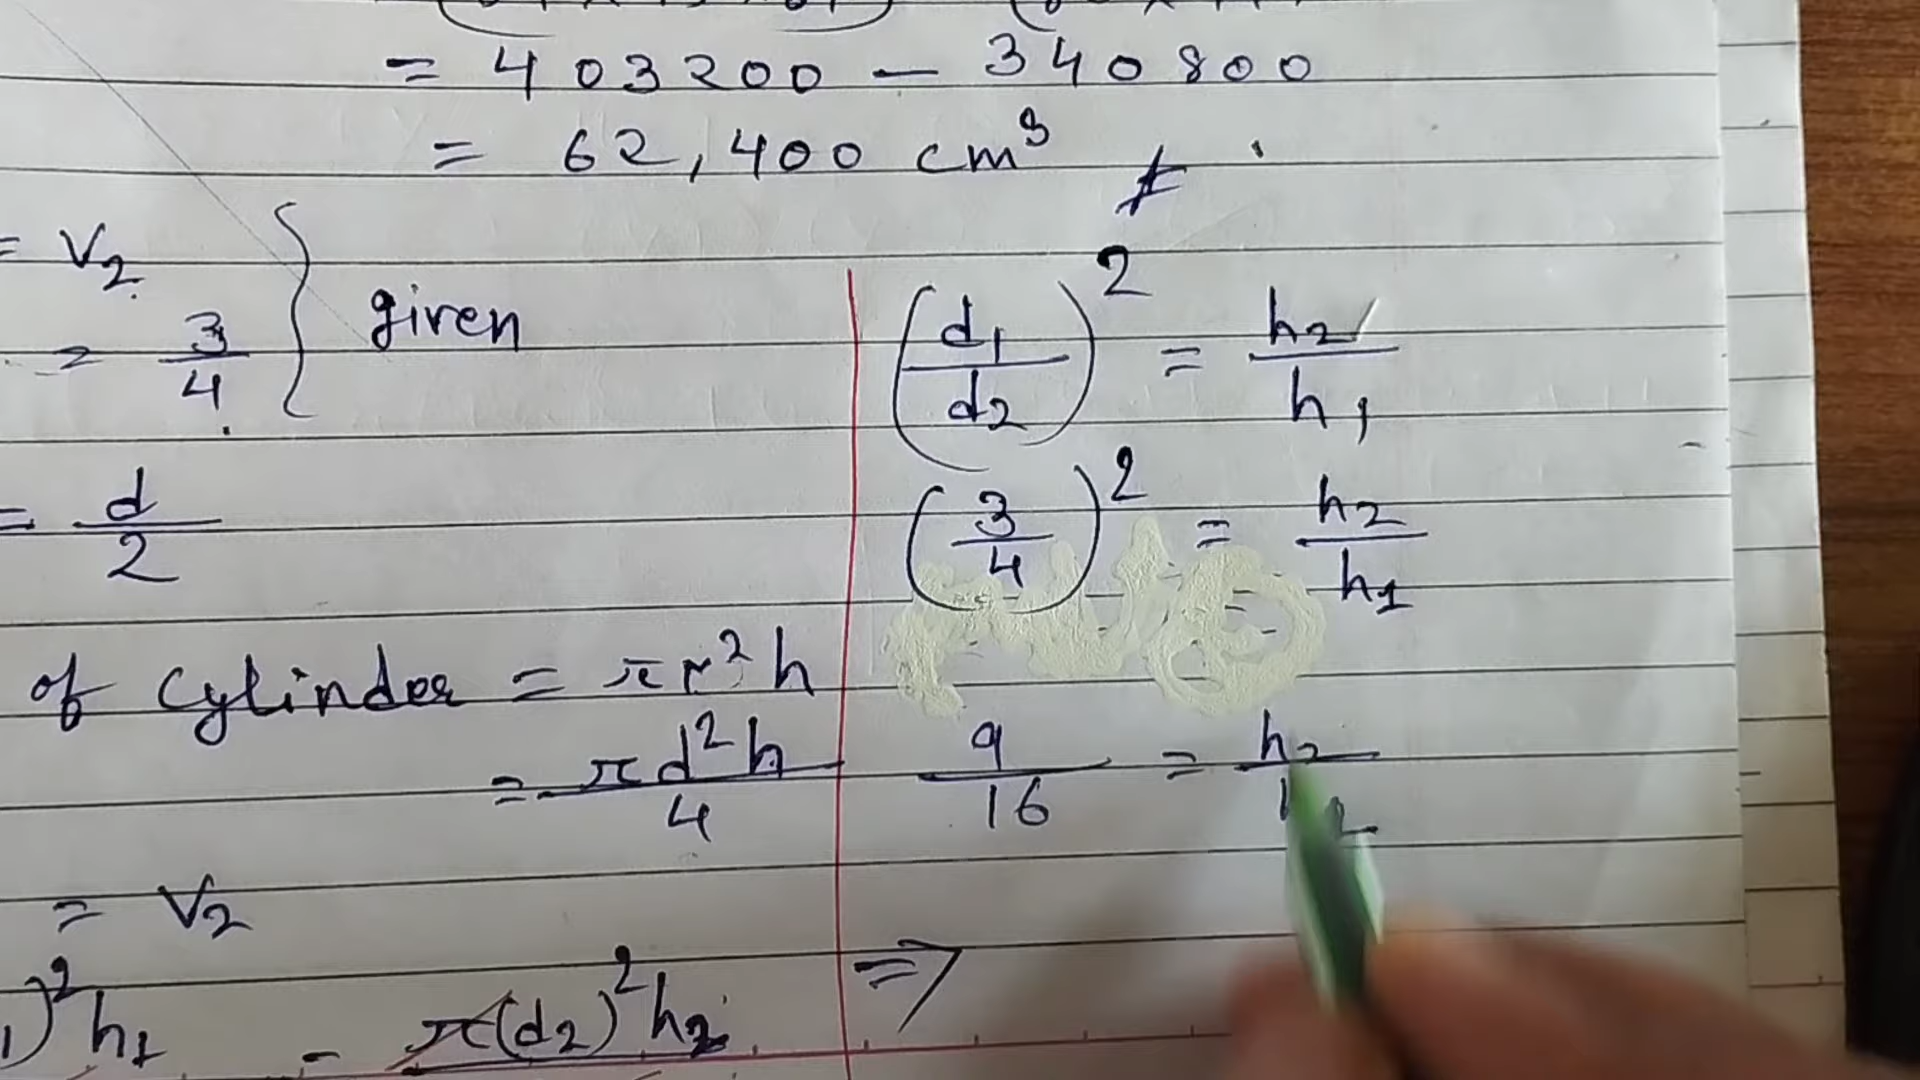 = 403200 - 340800
= 62,400 cm³
= V₂
= 3/4 } given
= d/2
of cylinder = πr²h
= πd²h/4
= V₂
1)²h₁ = π(d₂)²h₂
(d₁/d₂)² = h₂/h₁
(3/4)² = h₂/h₁
9/16 = h₂/
=>